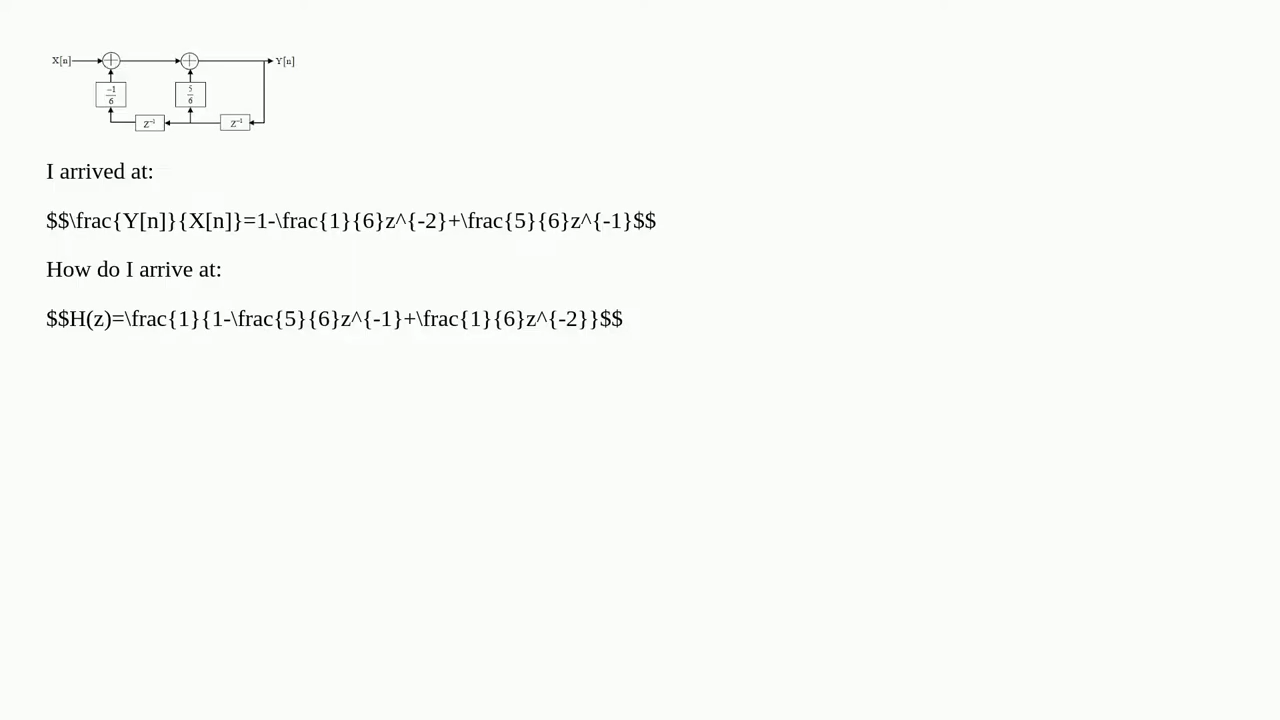 X[n] Y[n]
-1 5
6 6
Z⁻¹ Z⁻¹
I arrived at:
$$\frac{Y[n]}{X[n]}=1-\frac{1}{6}z^{-2}+\frac{5}{6}z^{-1}$$
How do I arrive at:
$$H(z)=\frac{1}{1-\frac{5}{6}z^{-1}+\frac{1}{6}z^{-2}}$$